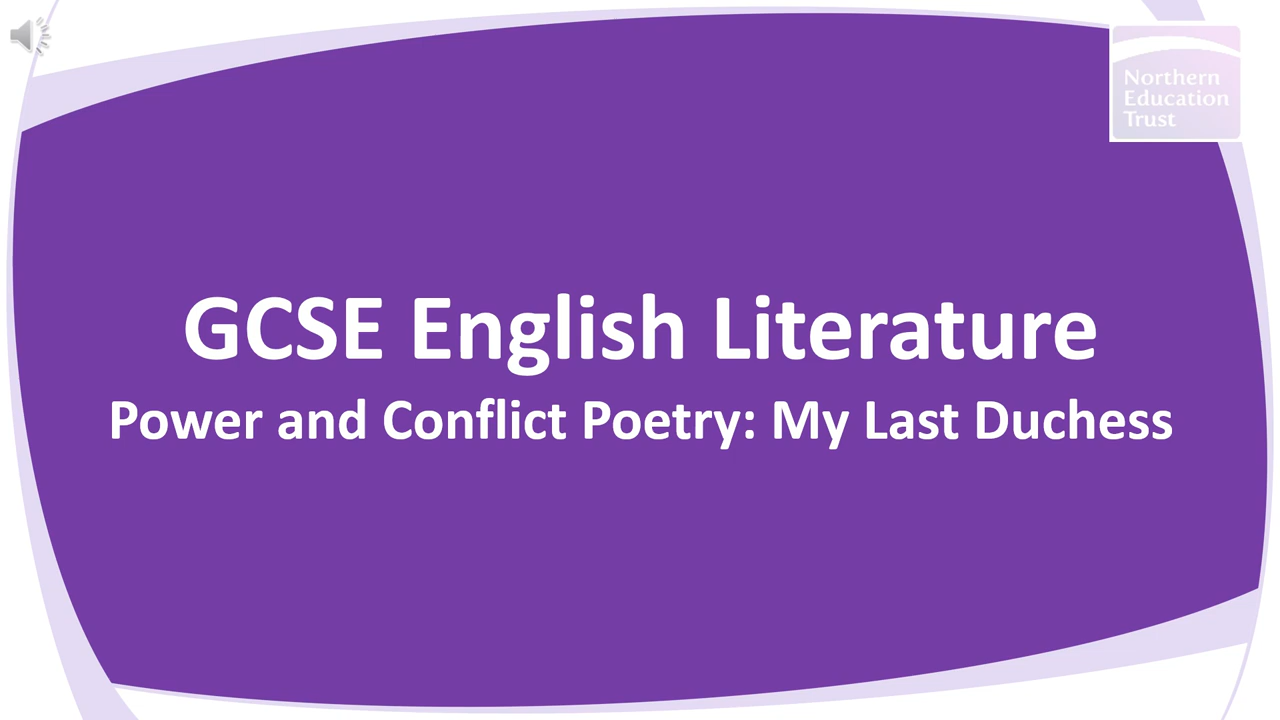 Northern
Education
Trust
GCSE English Literature
Power and Conflict Poetry: My Last Duchess